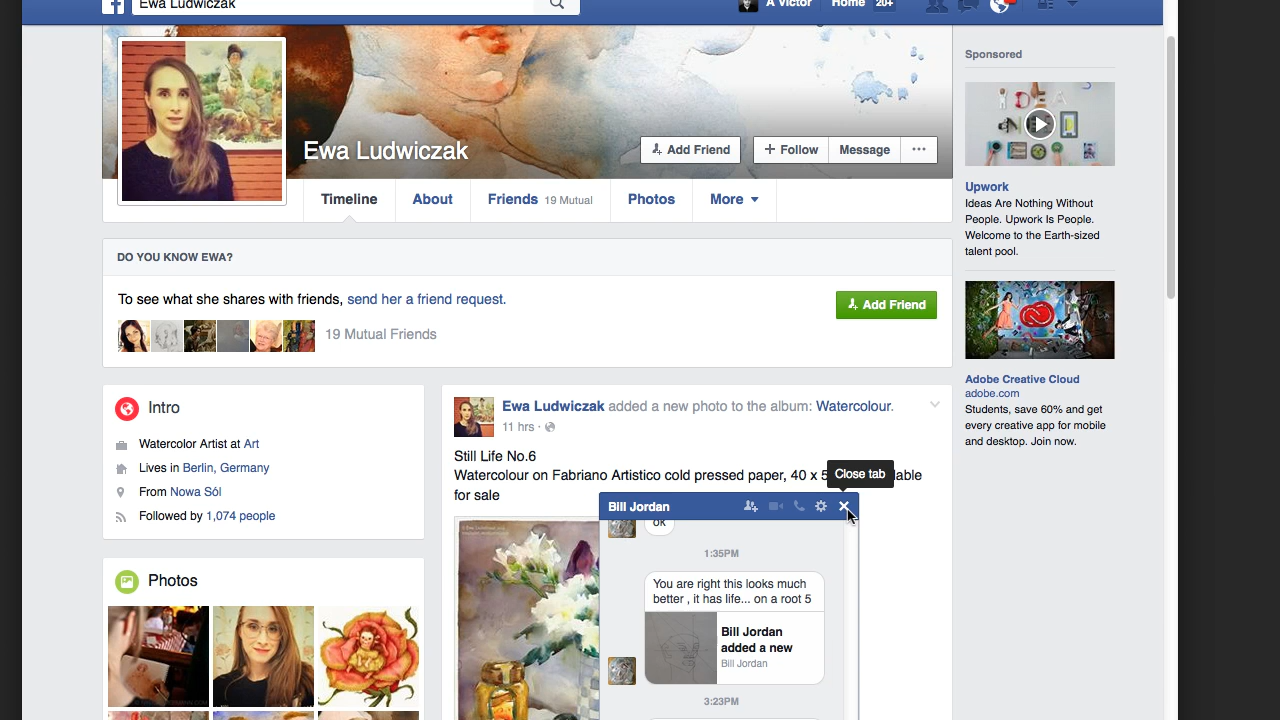 Ewa Ludwiczak
A Victor
Home 20+
Ewa Ludwiczak
Add Friend
Follow
Message
Timeline
About
Friends 19 Mutual
Photos
More
DO YOU KNOW EWA?
To see what she shares with friends, send her a friend request.
Add Friend
19 Mutual Friends
Intro
Watercolor Artist at Art
Lives in Berlin, Germany
From Nowa Sól
Followed by 1,074 people
Photos
Ewa Ludwiczak added a new photo to the album: Watercolour.
11 hrs ·
Still Life No.6
Watercolour on Fabriano Artistico cold pressed paper, 40 x
for sale
Close tab
Bill Jordan
ok
1:35PM
You are right this looks much
better , it has life... on a root 5
Bill Jordan
added a new
Bill Jordan
3:23PM
Sponsored
IDEA
Upwork
Ideas Are Nothing Without
People. Upwork Is People.
Welcome to the Earth-sized
talent pool.
Adobe Creative Cloud
adobe.com
Students, save 60% and get
every creative app for mobile
and desktop. Join now.